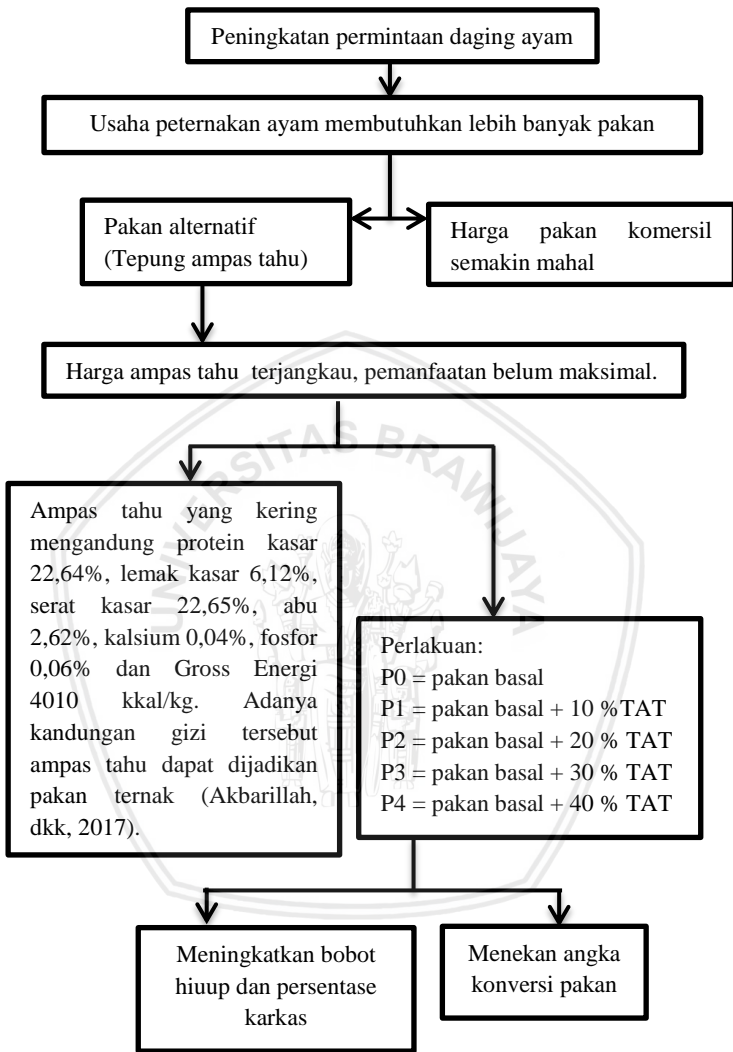 Peningkatan permintaan daging ayam
Usaha peternakan ayam membutuhkan lebih banyak pakan
Pakan alternatif
(Tepung ampas tahu)
Harga pakan komersil
semakin mahal
Harga ampas tahu terjangkau, pemanfaatan belum maksimal.
UNIVERSITAS BRAWIJAYA
Ampas tahu yang kering
mengandung protein kasar
22,64%, lemak kasar 6,12%,
serat kasar 22,65%, abu
2,62%, kalsium 0,04%, fosfor
0,06% dan Gross Energi
4010 kkal/kg. Adanya
kandungan gizi tersebut
ampas tahu dapat dijadikan
pakan ternak (Akbarillah,
dkk, 2017).
Perlakuan:
P0 = pakan basal
P1 = pakan basal + 10 %TAT
P2 = pakan basal + 20 % TAT
P3 = pakan basal + 30 % TAT
P4 = pakan basal + 40 % TAT
Meningkatkan bobot
hiuup dan persentase
karkas
Menekan angka
konversi pakan